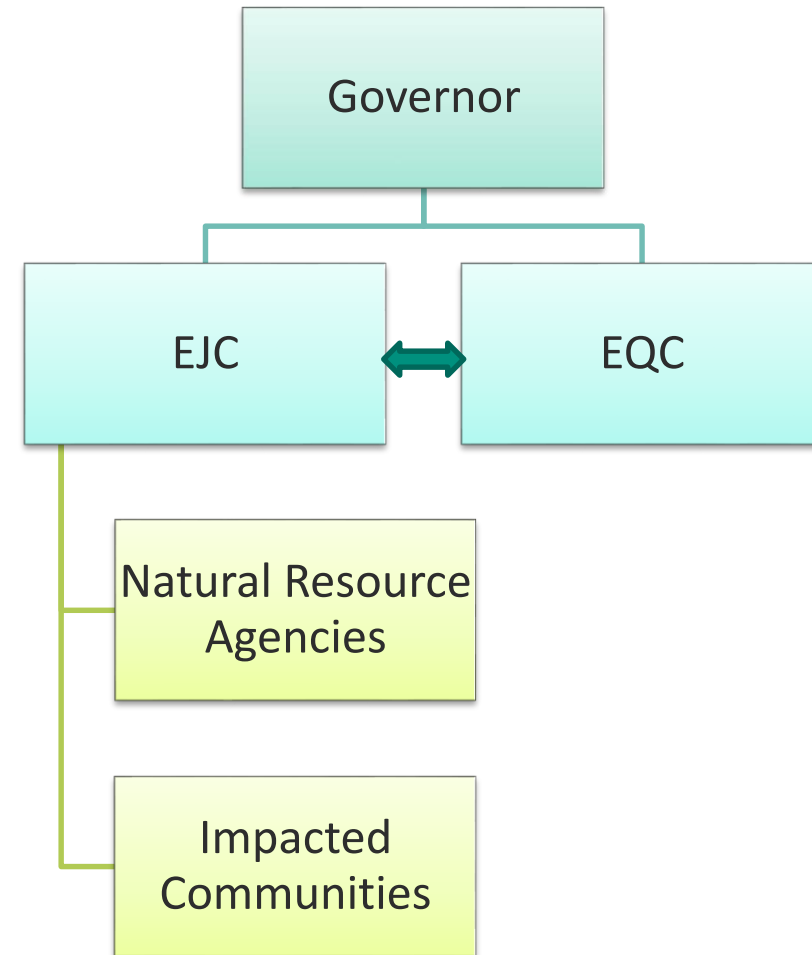 Governor
EJC
EQC
Natural Resource
Agencies
Impacted
Communities